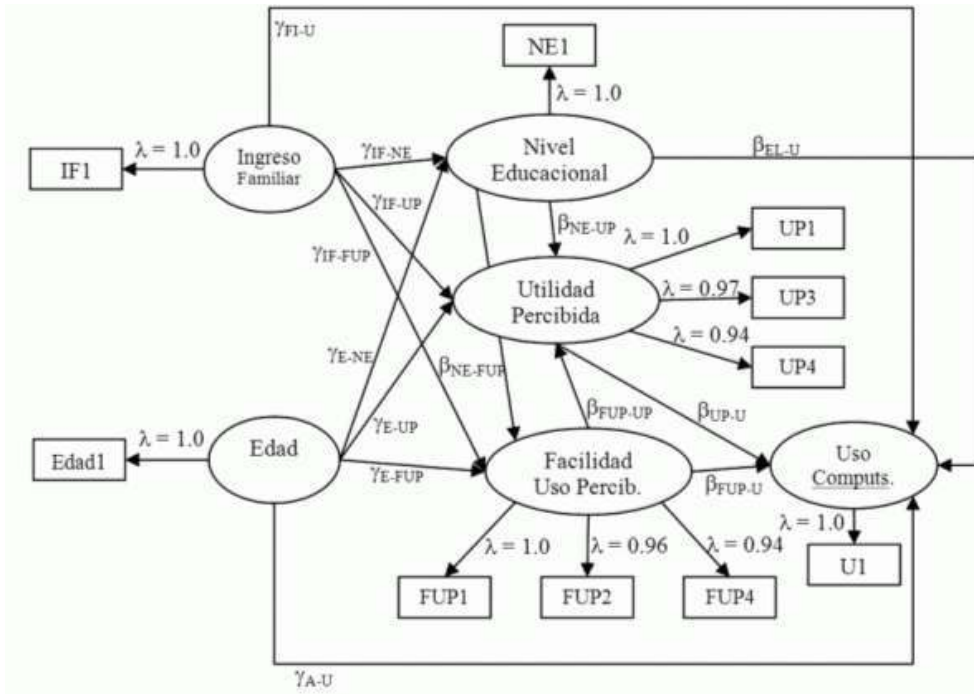 γFI-U
NE1
λ = 1.0
λ = 1.0
IF1
Ingreso
Familiar
γIF-NE
Nivel
Educacional
βEL-U
γIF-UP
γIF-FUP
βNE-UP
λ = 1.0
UP1
Utilidad
Percibida
λ = 0.97
UP3
λ = 0.94
UP4
γE-NE
βNE-FUP
γE-UP
βFUP-UP
βUP-U
λ = 1.0
Edad1
Edad
γE-FUP
Facilidad
Uso Percib.
βFUP-U
Uso
Computs.
λ = 1.0
λ = 0.96
λ = 0.94
λ = 1.0
FUP1
FUP2
FUP4
U1
γA-U